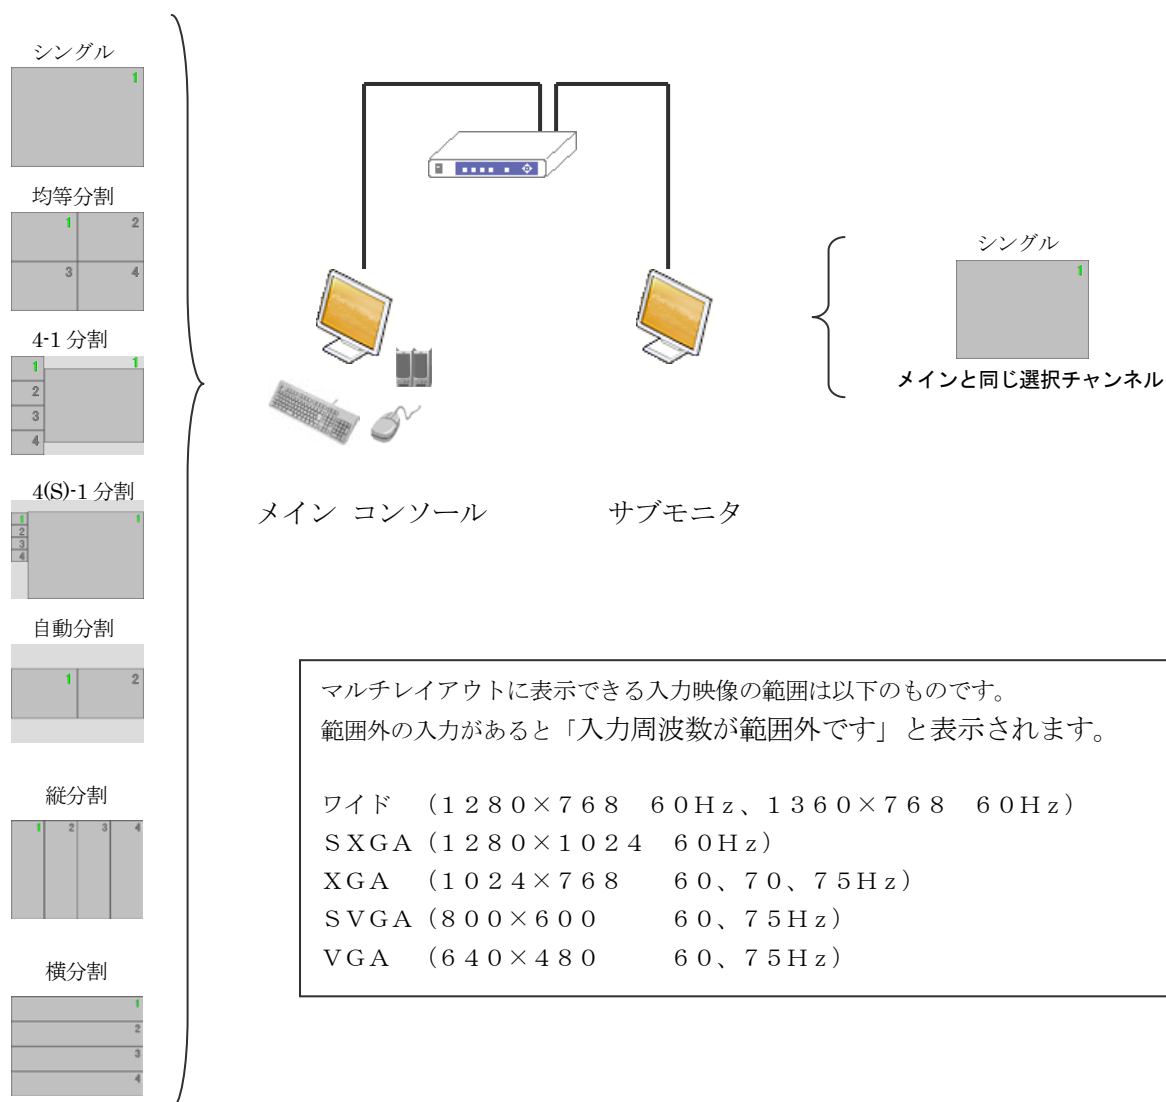 シングル
1
均等分割
1 2
3 4
4-1 分割
1 1
2
3
4
4(S)-1 分割
1 1
2
3
4
自動分割
1 2
縦分割
1 2 3 4
横分割
1
2
3
4
メイン コンソール
サブモニタ
シングル
1
メインと同じ選択チャンネル
マルチレイアウトに表示できる入力映像の範囲は以下のものです。
範囲外の入力があると「入力周波数が範囲外です」と表示されます。
ワイド （１２８０×７６８ ６０Hｚ、１３６０×７６８ ６０Hｚ）
ＳＸＧＡ（１２８０×１０２４ ６０Hｚ）
ＸＧＡ （１０２４×７６８ ６０、７０、７５Hｚ）
ＳＶＧＡ（８００×６００ ６０、７５Hｚ）
ＶＧＡ （６４０×４８０ ６０、７５Hｚ）